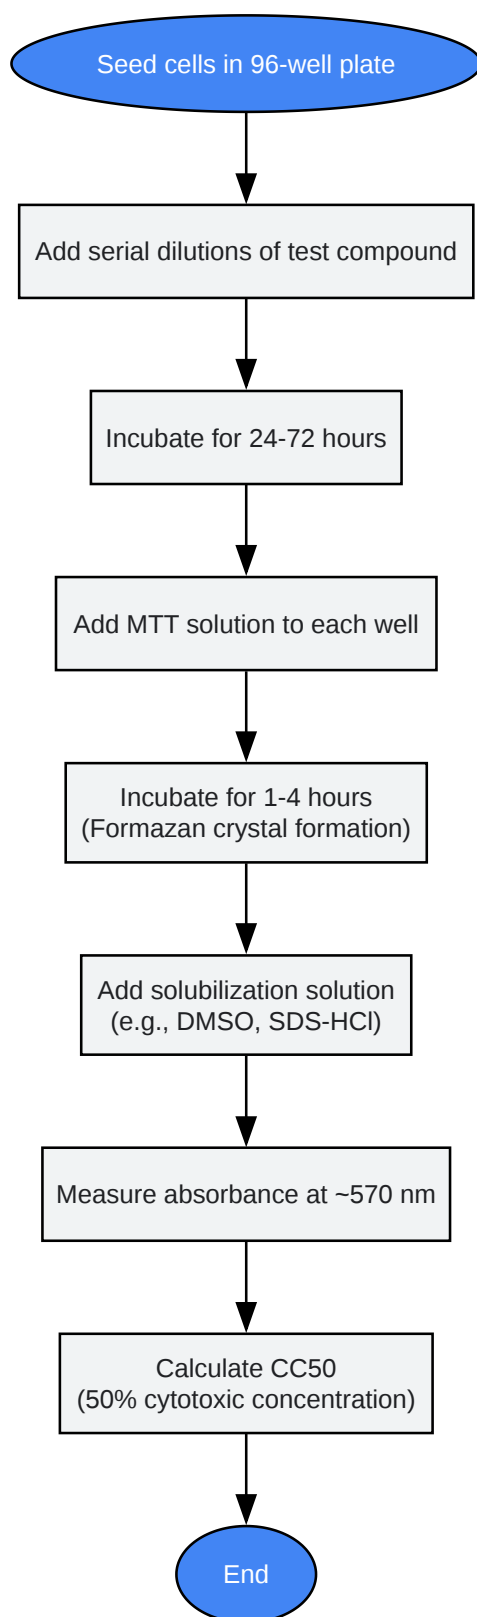 Seed cells in 96-well plate
Add serial dilutions of test compound
Incubate for 24-72 hours
Add MTT solution to each well
Incubate for 1-4 hours
(Formazan crystal formation)
Add solubilization solution
(e.g., DMSO, SDS-HCl)
Measure absorbance at ~570 nm
Calculate CC50
(50% cytotoxic concentration)
End